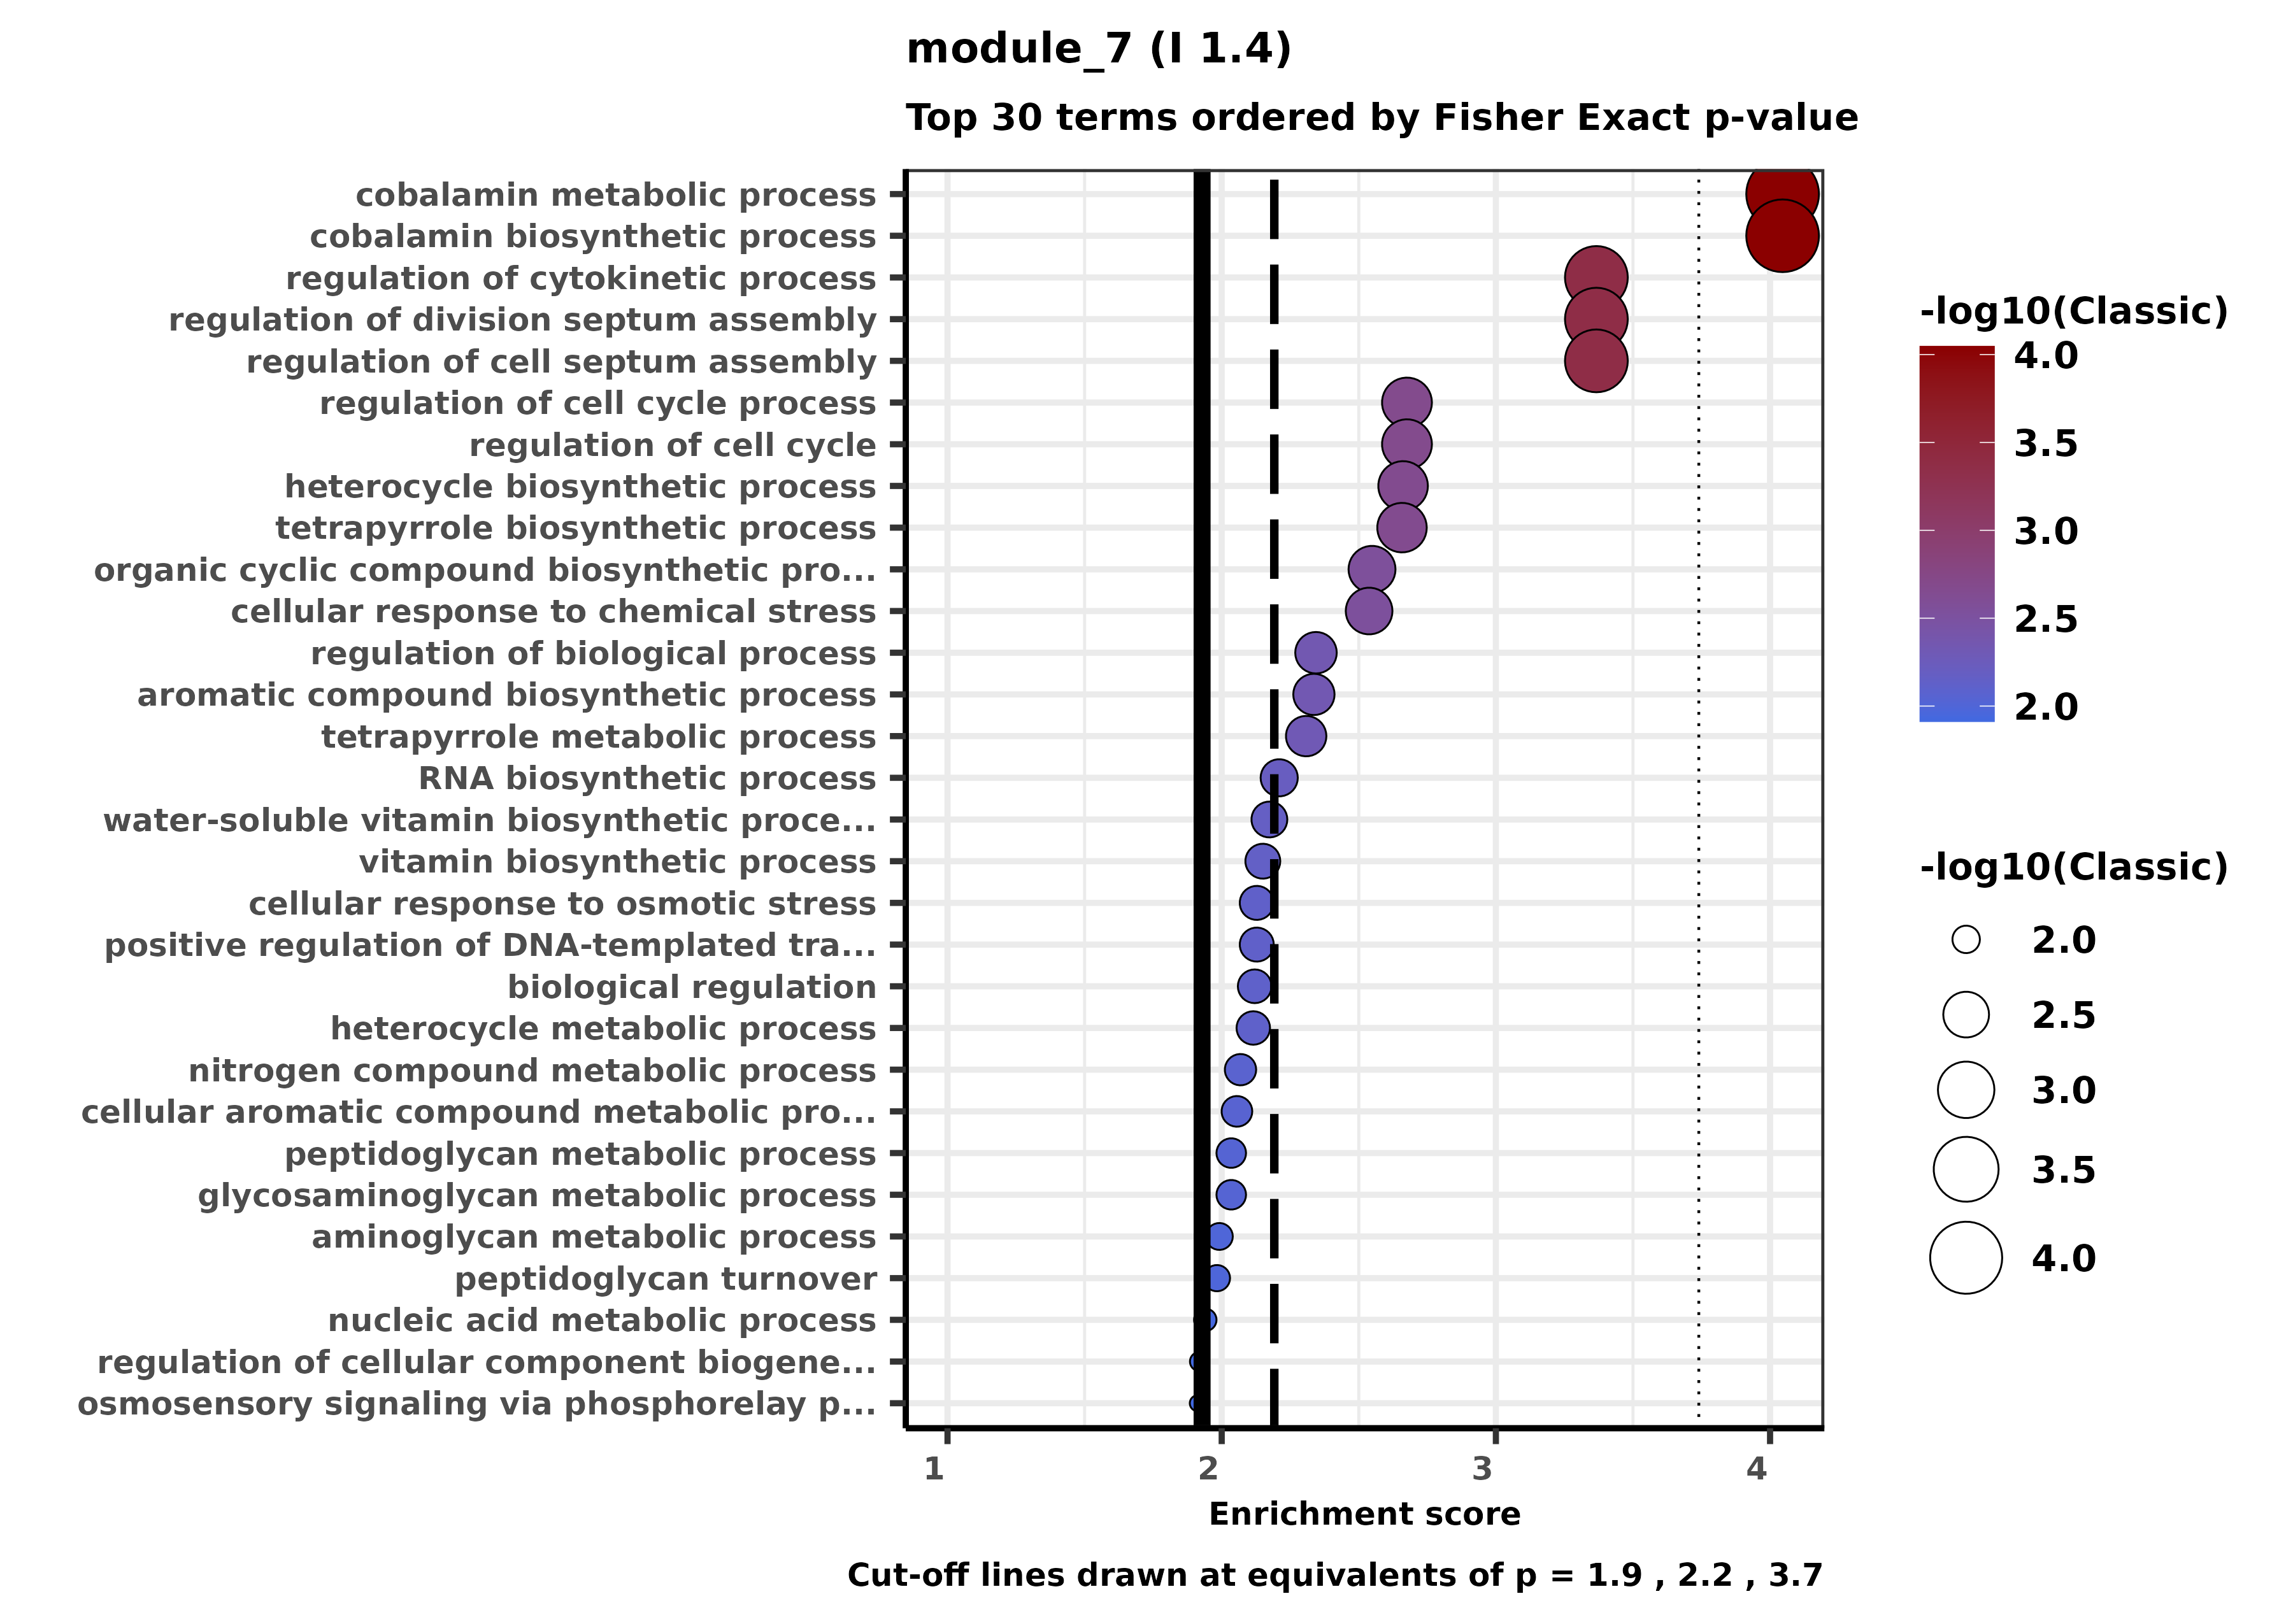 module_7 (I 1.4)
Top 30 terms ordered by Fisher Exact p-value
cobalamin metabolic process
cobalamin biosynthetic process
regulation of cytokinetic process
regulation of division septum assembly
regulation of cell septum assembly
regulation of cell cycle process
regulation of cell cycle
heterocycle biosynthetic process
tetrapyrrole biosynthetic process
organic cyclic compound biosynthetic pro...
cellular response to chemical stress
regulation of biological process
aromatic compound biosynthetic process
tetrapyrrole metabolic process
RNA biosynthetic process
water-soluble vitamin biosynthetic proce...
vitamin biosynthetic process
cellular response to osmotic stress
positive regulation of DNA-templated tra...
biological regulation
heterocycle metabolic process
nitrogen compound metabolic process
cellular aromatic compound metabolic pro...
peptidoglycan metabolic process
glycosaminoglycan metabolic process
aminoglycan metabolic process
peptidoglycan turnover
nucleic acid metabolic process
regulation of cellular component biogene...
osmosensory signaling via phosphorelay p...
1 2 3 4
Enrichment score
Cut-off lines drawn at equivalents of p = 1.9 , 2.2 , 3.7
-log10(Classic)
4.0
3.5
3.0
2.5
2.0
-log10(Classic)
2.0
2.5
3.0
3.5
4.0